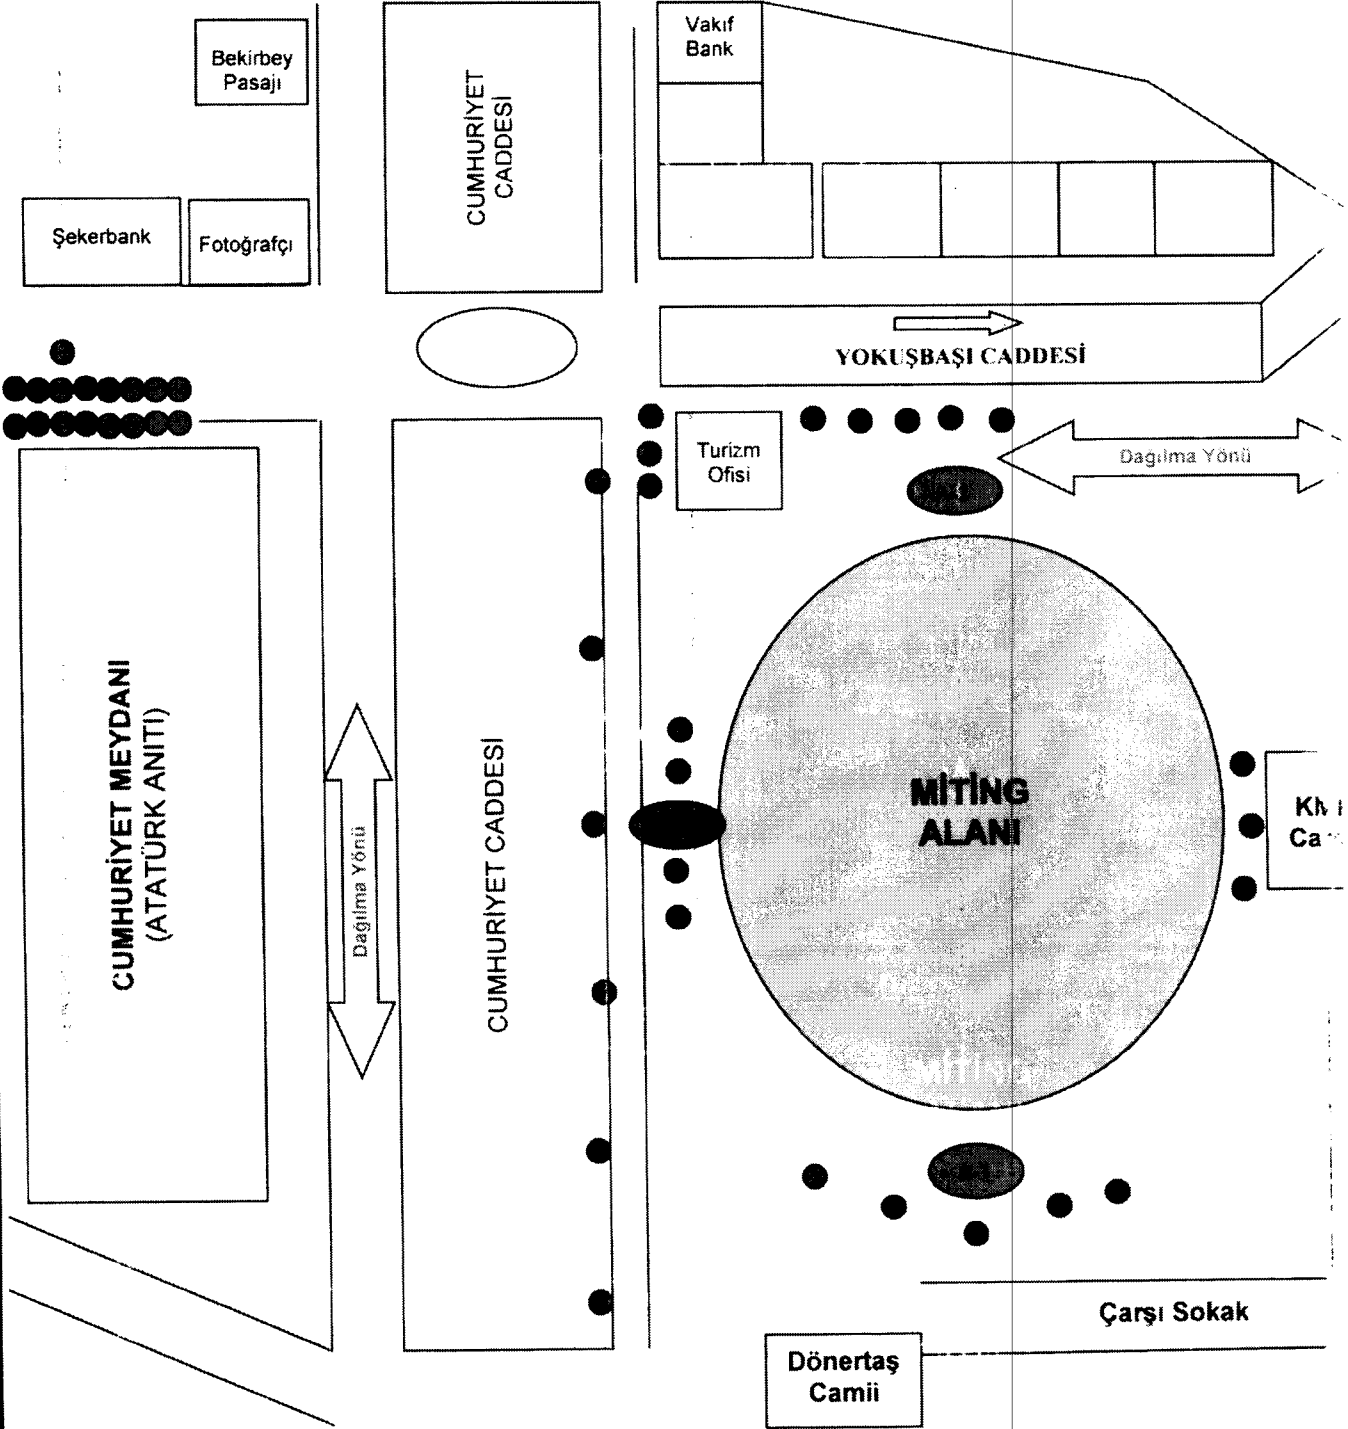 Vakıf
Bank
Bekirbey
Pasajı
CUMHURİYET
CADDESİ
Şekerbank
Fotoğrafçı
YOKUŞBAŞI CADDESİ
Turizm
Ofisi
Dağılma Yönü
CUMHURİYET MEYDANI
(ATATÜRK ANITI)
Dağılma Yönü
CUMHURİYET CADDESİ
MİTİNG
ALANI
Çarşı Sokak
Dönertaş
Camii